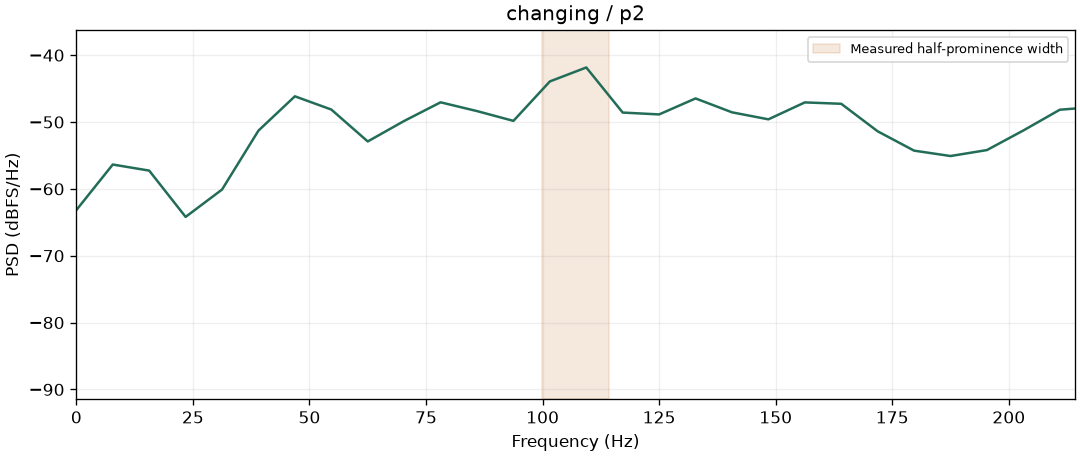 changing / p2
Measured half-prominence width
PSD (dBFS/Hz)
−40
−50
−60
−70
−80
−90
0 25 50 75 100 125 150 175 200
Frequency (Hz)